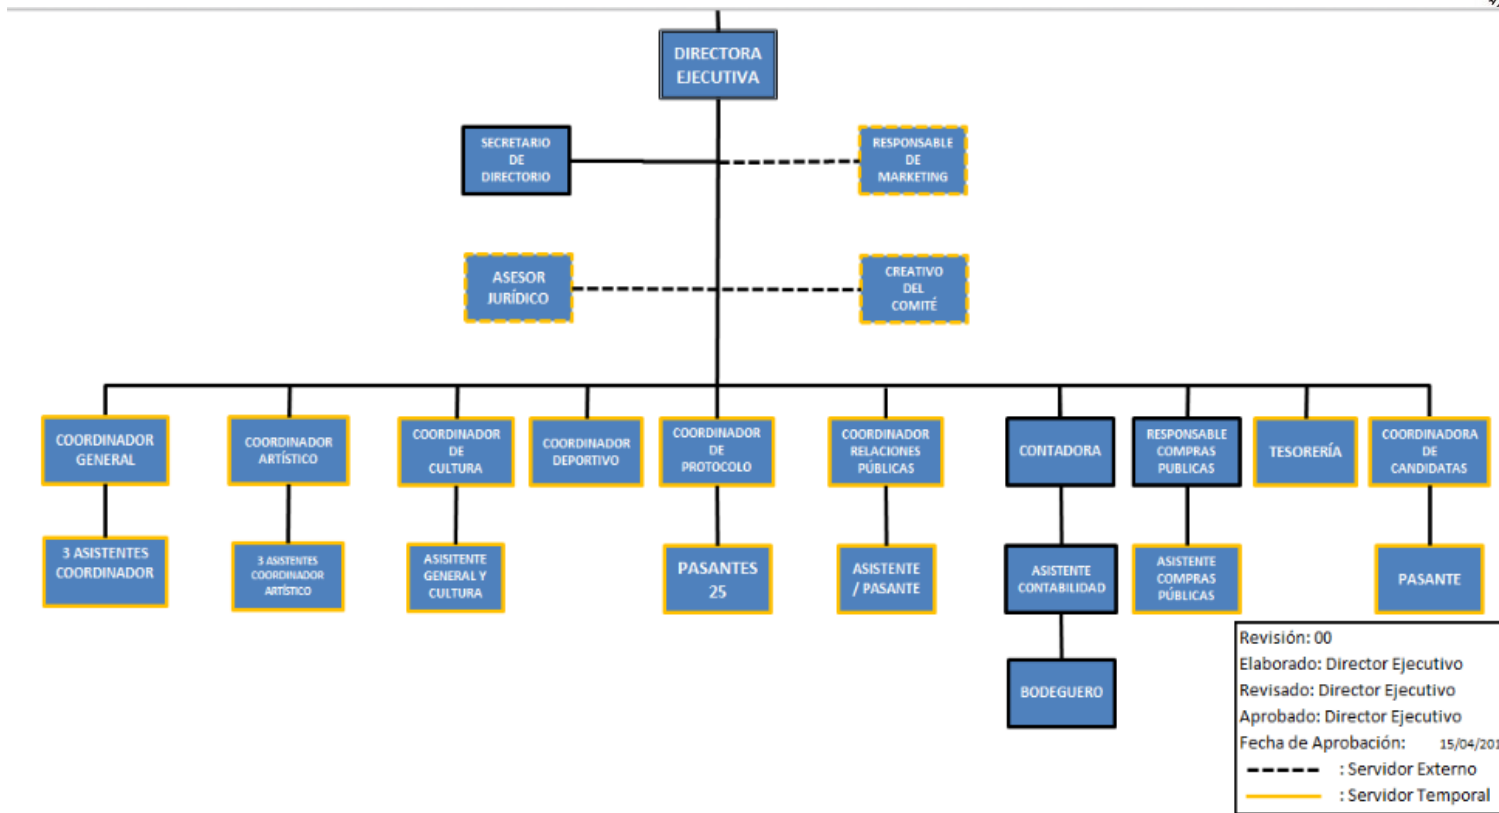 DIRECTORA
EJECUTIVA
SECRETARIO
DE
DIRECTORIO
RESPONSABLE
DE
MARKETING
ASESOR
JURÍDICO
CREATIVO
DEL
COMITÉ
COORDINADOR
GENERAL
COORDINADOR
ARTÍSTICO
COORDINADOR
DE
CULTURA
COORDINADOR
DEPORTIVO
COORDINADOR
DE
PROTOCOLO
COORDINADOR
RELACIONES
PÚBLICAS
CONTADORA
RESPONSABLE
COMPRAS
PUBLICAS
TESORERÍA
COORDINADORA
DE
CANDIDATAS
3 ASISTENTES
COORDINADOR
3 ASISTENTES
COORDINADOR
ARTÍSTICO
ASISITENTE
GENERAL Y
CULTURA
PASANTES
25
ASISTENTE
/ PASANTE
ASISTENTE
CONTABILIDAD
ASISTENTE
COMPRAS
PÚBLICAS
PASANTE
BODEGUERO
Revisión: 00
Elaborado: Director Ejecutivo
Revisado: Director Ejecutivo
Aprobado: Director Ejecutivo
Fecha de Aprobación: 15/04/201
: Servidor Externo
: Servidor Temporal